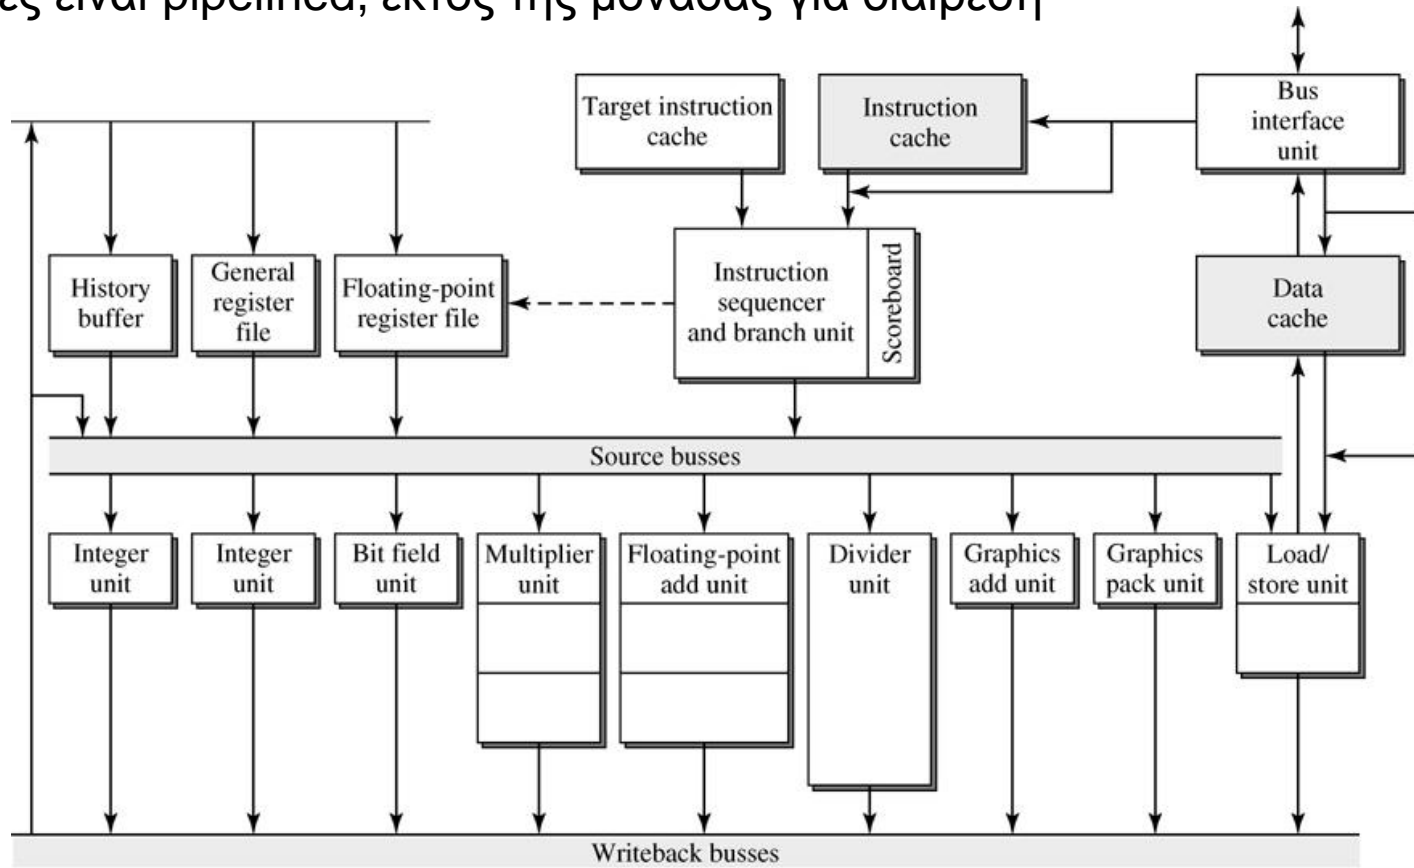 ες είναι pipelined, εκτός της μονάδας για διαίρεση
Target instruction
cache
Instruction
cache
Bus
interface
unit
History
buffer
General
register
file
Floating-point
register file
Instruction
sequencer
and branch unit
Scoreboard
Data
cache
Source busses
Integer
unit
Integer
unit
Bit field
unit
Multiplier
unit
Floating-point
add unit
Divider
unit
Graphics
add unit
Graphics
pack unit
Load/
store unit
Writeback busses